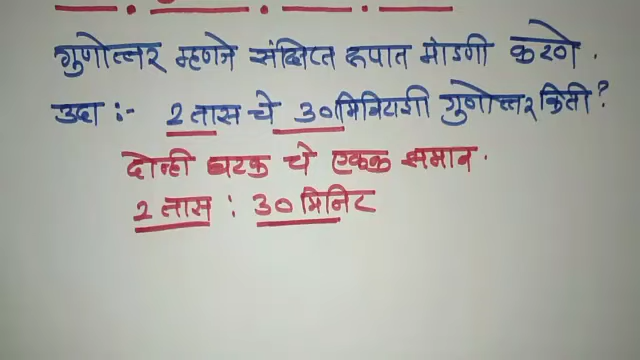 गुणोत्तर म्हणजे संक्षिप्त रूपात मांडणी करणे.
उदा :- 2 तास चे 30 मिनिटाशी गुणोत्तर किती?
दोन्ही घटक चे एकक समान.
2 तास : 30 मिनिट